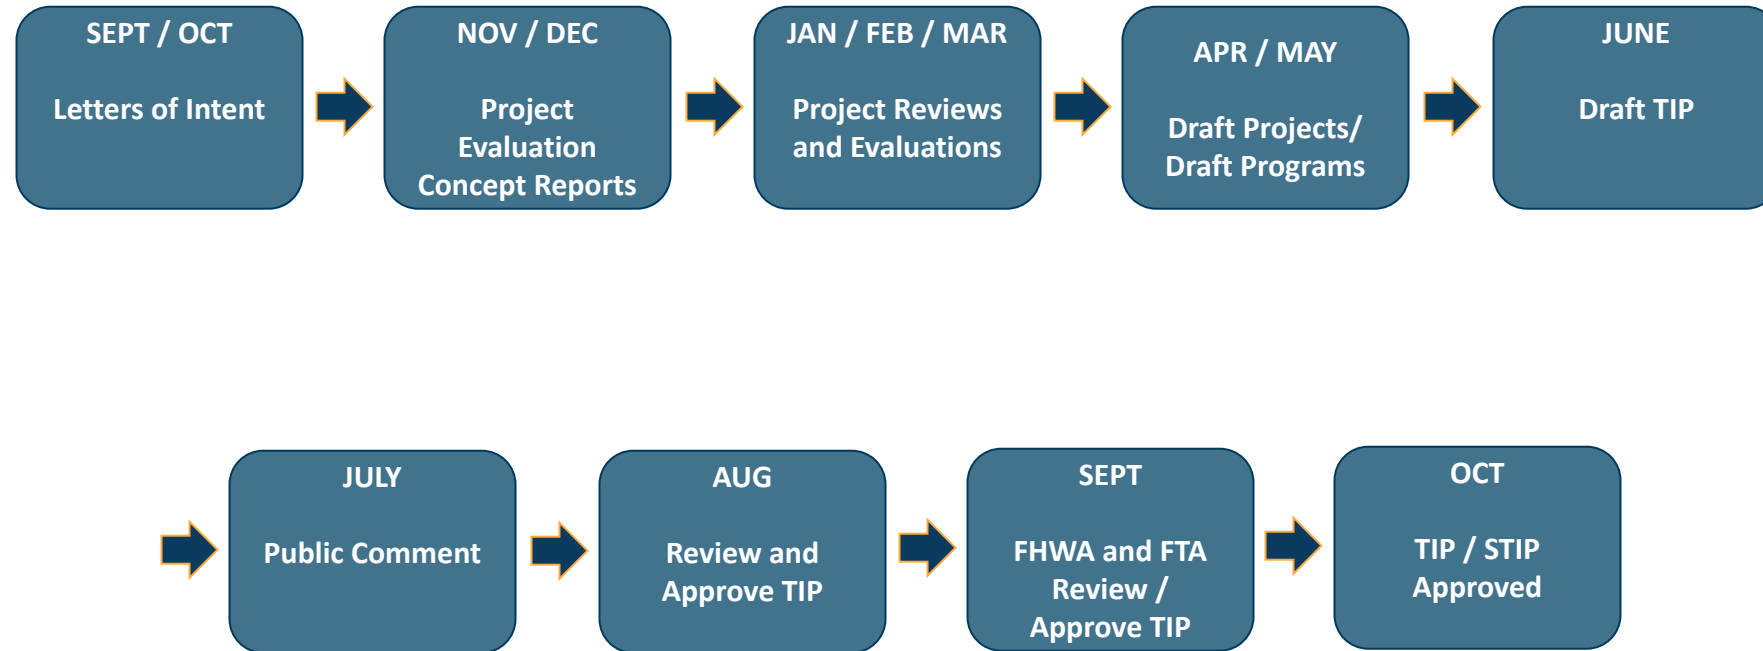 SEPT / OCT
Letters of Intent
NOV / DEC
Project
Evaluation
Concept Reports
JAN / FEB / MAR
Project Reviews
and Evaluations
APR / MAY
Draft Projects/
Draft Programs
JUNE
Draft TIP
JULY
Public Comment
AUG
Review and
Approve TIP
SEPT
FHWA and FTA
Review /
Approve TIP
OCT
TIP / STIP
Approved